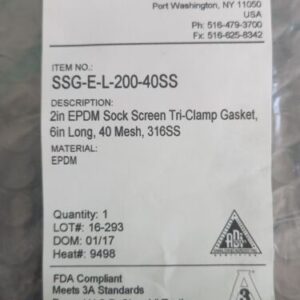 Port Washington, NY 11050
USA
Ph: 516-479-3700
Fx: 516-625-8342
ITEM NO.:
SSG-E-L-200-40SS
DESCRIPTION:
2in EPDM Sock Screen Tri-Clamp Gasket,
6in Long, 40 Mesh, 316SS
MATERIAL:
EPDM
Quantity: 1
LOT#: 16-293
DOM: 01/17
Heat#: 9498
ADI
FDA Compliant
Meets 3A Standards
3
A